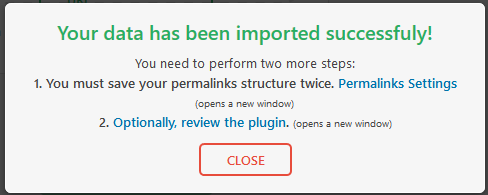 Your data has been imported successfuly!
You need to perform two more steps:
1. You must save your permalinks structure twice. Permalinks Settings
(opens a new window)
2. Optionally, review the plugin. (opens a new window)
CLOSE